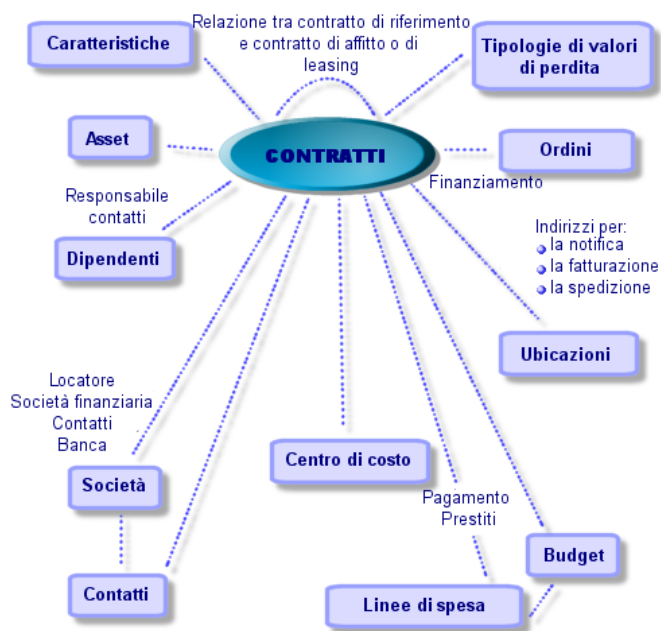 Relazione tra contratto di riferimento
e contratto di affitto o di
leasing
Caratteristiche
Tipologie di valori
di perdita
Asset
CONTRATTI
Ordini
Finanziamento
Responsabile
contatti
Dipendenti
Indirizzi per:
la notifica
la fatturazione
la spedizione
Ubicazioni
Locatore
Società finanziaria
Contatti
Banca
Società
Centro di costo
Pagamento
Prestiti
Budget
Contatti
Linee di spesa